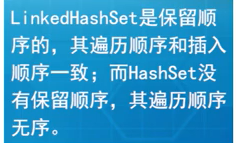 LinkedHashSet是保留顺
序的，其遍历顺序和插入
顺序一致；而HashSet没
有保留顺序，其遍历顺序
无序。